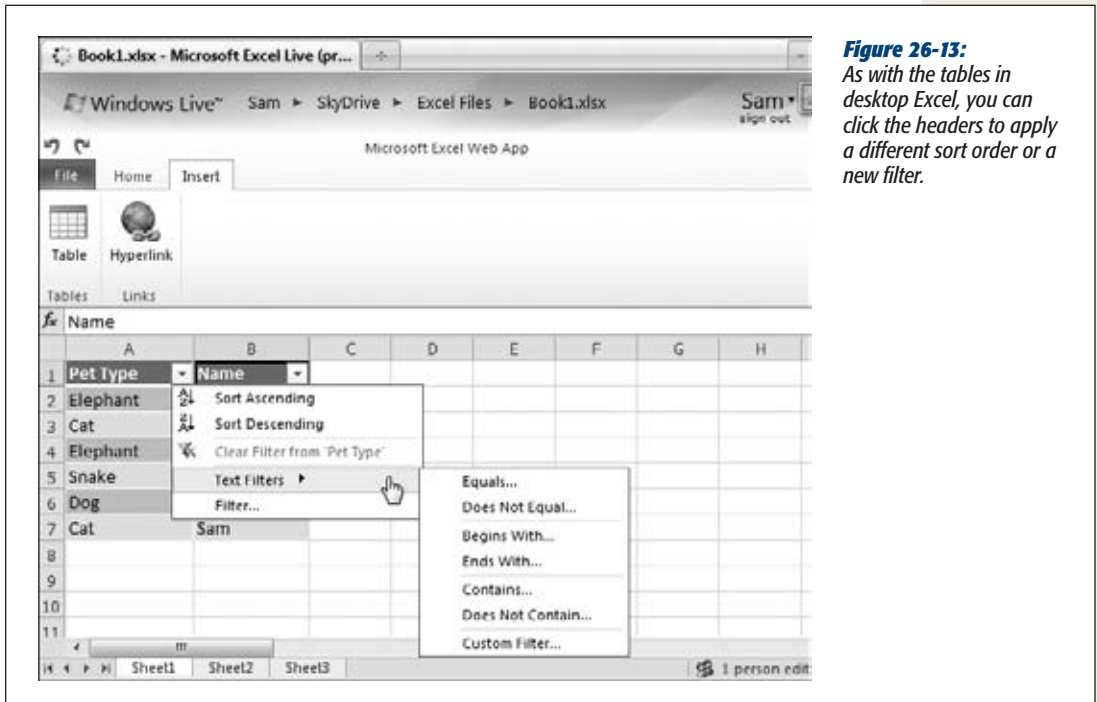 Book1.xlsx - Microsoft Excel Live (pr...
Windows Live™ Sam ► SkyDrive ► Excel Files ► Book1.xlsx Sam
sign out
Microsoft Excel Web App
File Home Insert
Table Hyperlink
Tables Links
fx Name
A B C D E F G H
1 Pet Type Name
2 Elephant
3 Cat
4 Elephant
5 Snake
6 Dog
7 Cat Sam
8
9
10
11
Sort Ascending
Sort Descending
Clear Filter from 'Pet Type'
Text Filters
Filter...
Equals...
Does Not Equal...
Begins With...
Ends With...
Contains...
Does Not Contain...
Custom Filter...
Sheet1 Sheet2 Sheet3 1 person edit
Figure 26-13:
As with the tables in
desktop Excel, you can
click the headers to apply
a different sort order or a
new filter.